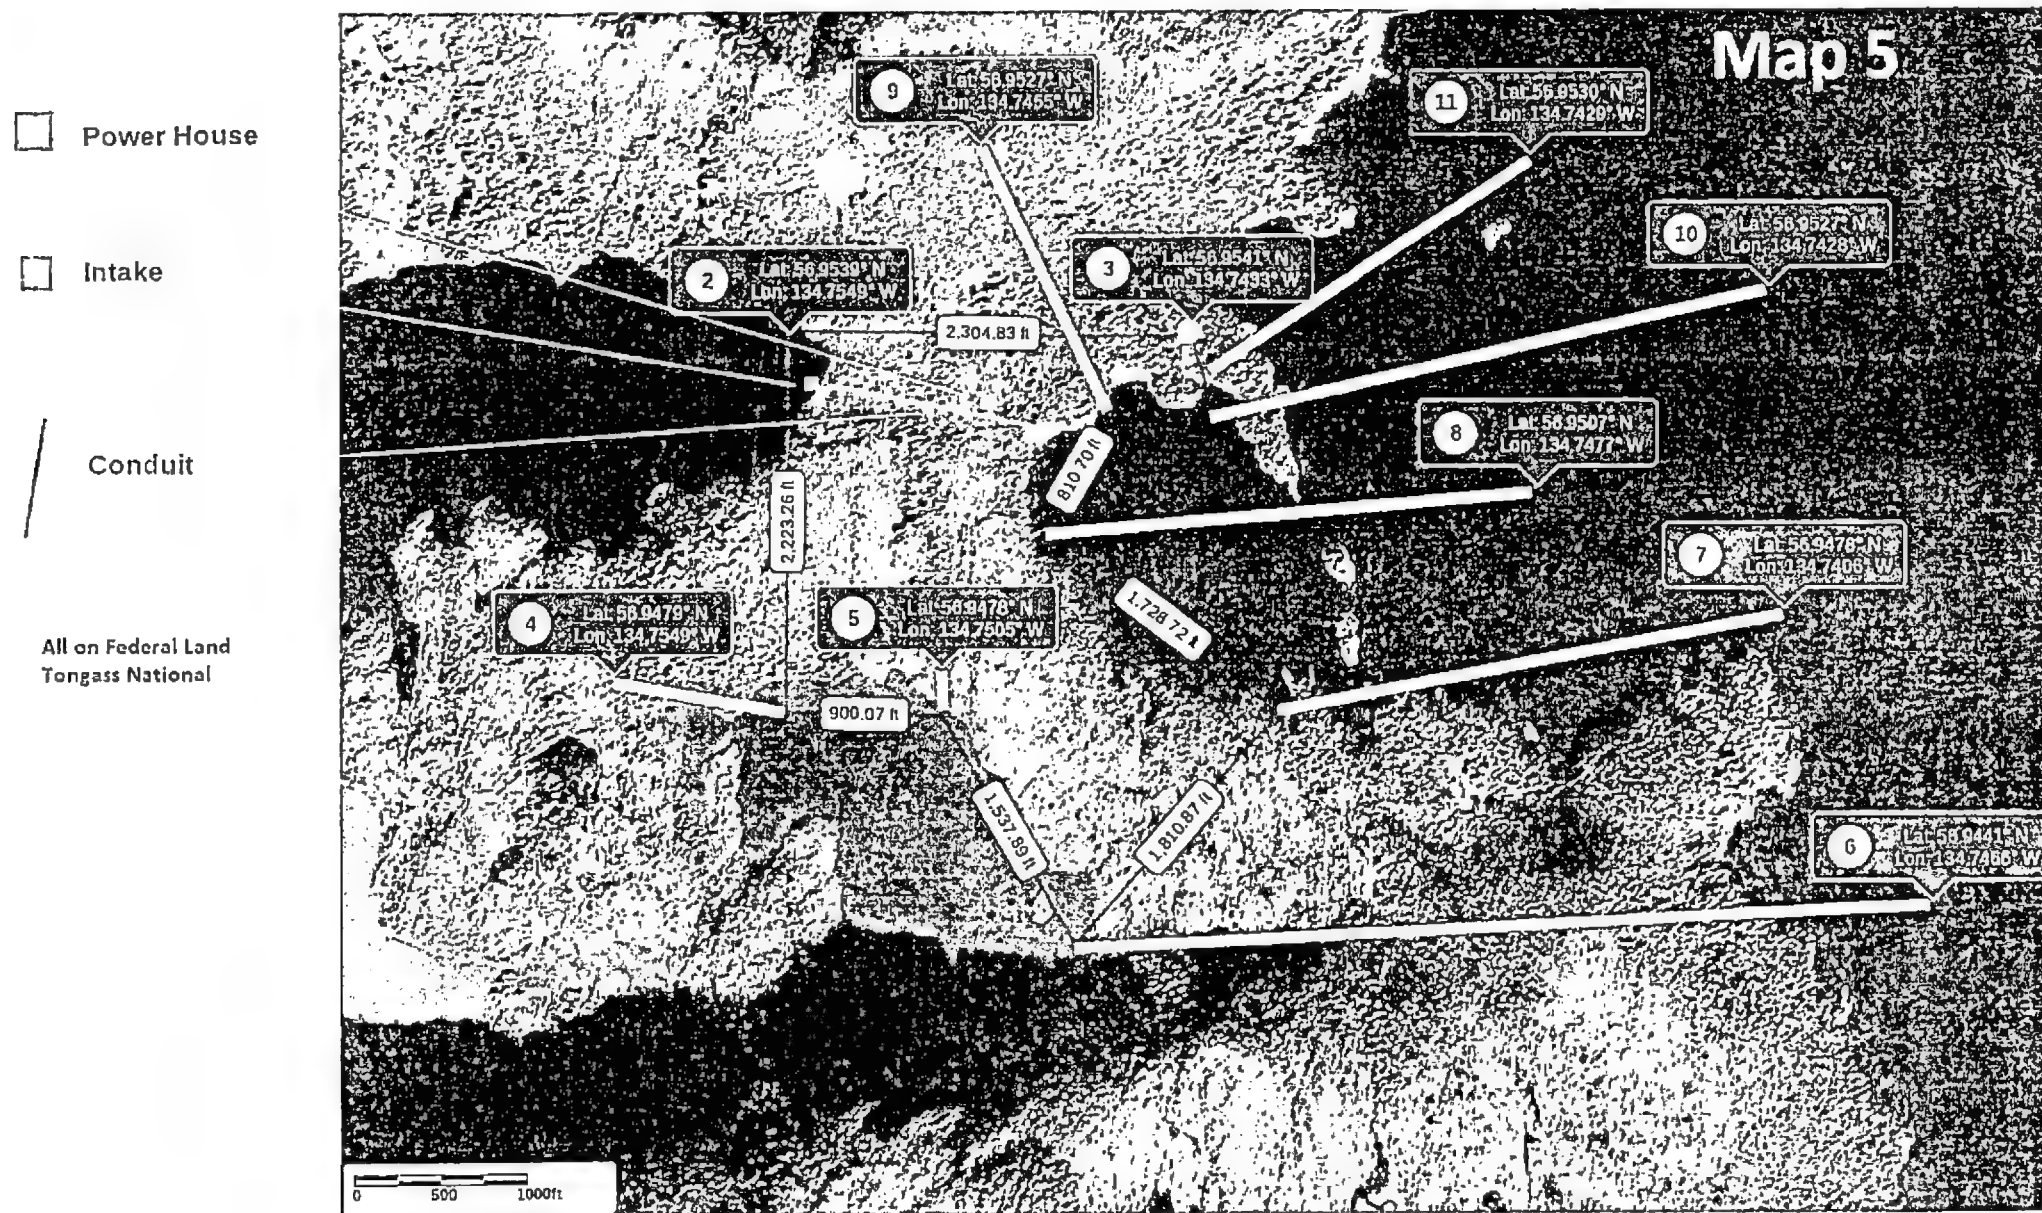 Map 5
Power House
Intake
Conduit
All on Federal Land
Tongass National
9
Lat: 56.9527° N
Lon: 134.7455° W
11
Lat: 56.9530° N
Lon: 134.7429° W
10
Lat: 56.9527° N
Lon: 134.7428° W
2
Lat: 56.9539° N
Lon: 134.7549° W
3
Lat: 56.9541° N
Lon: 134.7493° W
2,304.83 ft
8
Lat: 56.9507° N
Lon: 134.7477° W
810.70 ft
2,223.26 ft
7
Lat: 56.9476° N
Lon: 134.7406° W
4
Lat: 56.9479° N
Lon: 134.7549° W
5
Lat: 56.9478° N
Lon: 134.7505° W
1,728.72 ft
900.07 ft
1,537.89 ft
1,810.87 ft
6
Lat: 56.9441° N
Lon: 134.7466° W
0 500 1000ft